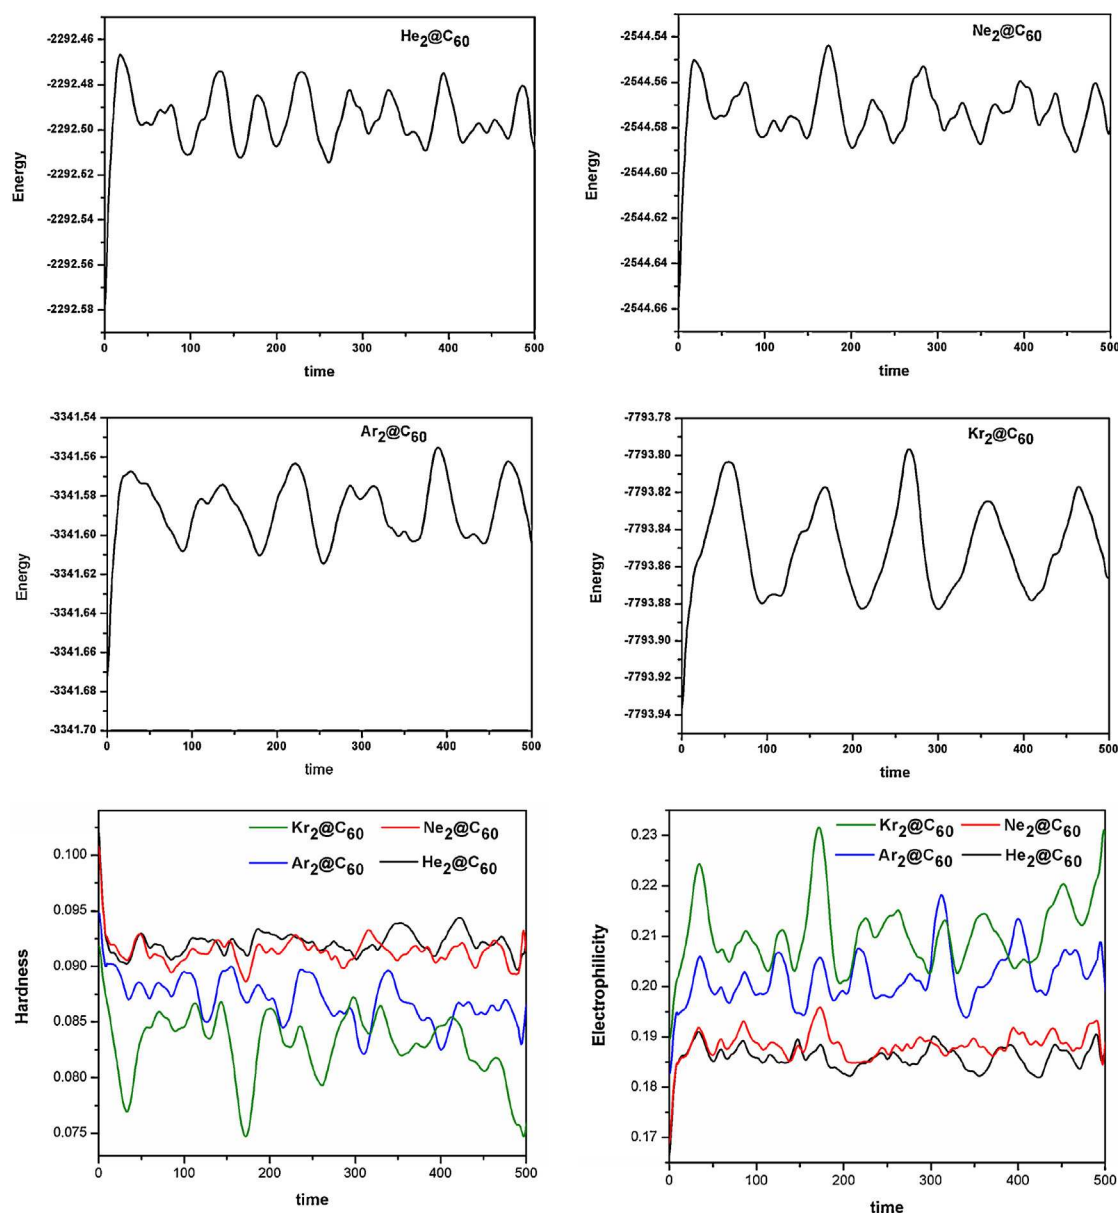 He2@C60
-2292.46
-2292.48
-2292.50
-2292.52
-2292.54
-2292.56
-2292.58
Energy
0 100 200 300 400 500
time
Ne2@C60
-2544.54
-2544.56
-2544.58
-2544.60
-2544.62
-2544.64
-2544.66
Energy
0 100 200 300 400 500
time
Ar2@C60
-3341.54
-3341.56
-3341.58
-3341.60
-3341.62
-3341.64
-3341.66
-3341.68
-3341.70
Energy
0 100 200 300 400 500
time
Kr2@C60
-7793.78
-7793.80
-7793.82
-7793.84
-7793.86
-7793.88
-7793.90
-7793.92
-7793.94
Energy
0 100 200 300 400 500
time
Kr2@C60 Ne2@C60
Ar2@C60 He2@C60
0.100
0.095
0.090
0.085
0.080
0.075
Hardness
0 100 200 300 400 500
time
Kr2@C60 Ne2@C60
Ar2@C60 He2@C60
0.23
0.22
0.21
0.20
0.19
0.18
0.17
Electrophilicity
0 100 200 300 400 500
time